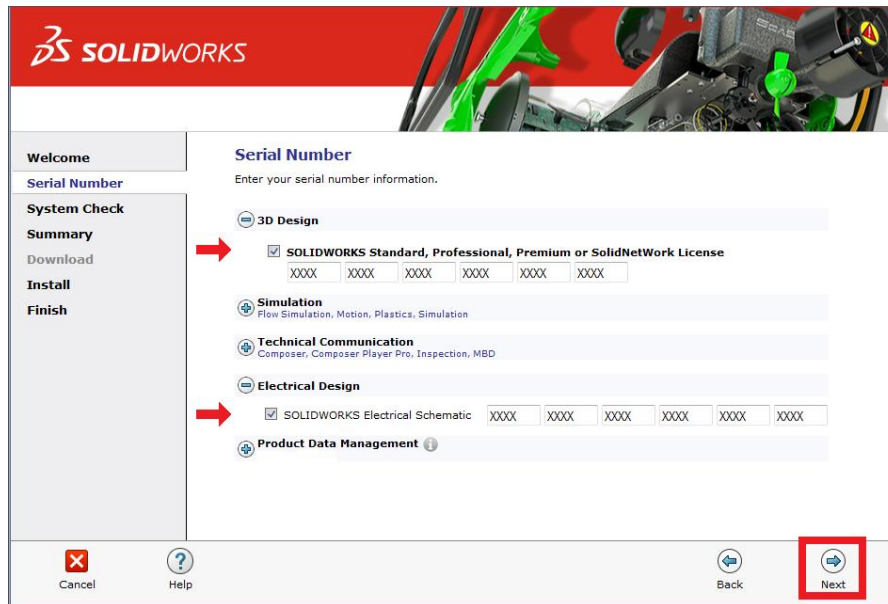 3S SOLIDWORKS
Welcome
Serial Number
System Check
Summary
Download
Install
Finish
Serial Number
Enter your serial number information.
3D Design
SOLIDWORKS Standard, Professional, Premium or SolidNetWork License
XXXX XXXX XXXX XXXX XXXX XXXX
Simulation
Flow Simulation, Motion, Plastics, Simulation
Technical Communication
Composer, Composer Player Pro, Inspection, MBD
Electrical Design
SOLIDWORKS Electrical Schematic XXXX XXXX XXXX XXXX XXXX XXXX
Product Data Management
Cancel
Help
Back
Next